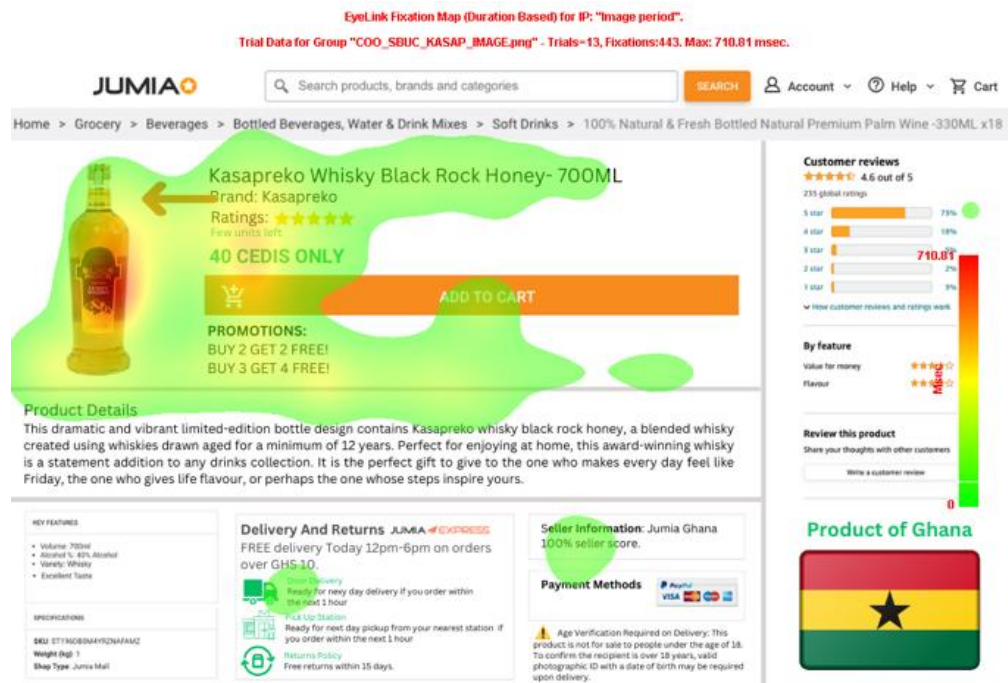 EyeLink Fixation Map (Duration Based) for IP: "Image period".
Trial Data for Group "COO_SBUC_KASAP_IMAGE.png" - Trials=13, Fixations:443. Max: 710.81 msec.
JUMIA
Search products, brands and categories
SEARCH
Account
Help
Cart
Home > Grocery > Beverages > Bottled Beverages, Water & Drink Mixes > Soft Drinks > 100% Natural & Fresh Bottled Natural Premium Palm Wine -330ML x18
Kasapreko Whisky Black Rock Honey- 700ML
Brand: Kasapreko
Ratings:
Few units left
40 CEDIS ONLY
ADD TO CART
PROMOTIONS:
BUY 2 GET 2 FREE!
BUY 3 GET 4 FREE!
Customer reviews
4.6 out of 5
235 global ratings
5 star 73%
4 star 18%
3 star
710.81
2 star 2%
1 star 9%
How customer reviews and ratings work
By feature
Value for money
Flavour
Msec
Review this product
Share your thoughts with other customers
Write a customer review
0
Product Details
This dramatic and vibrant limited-edition bottle design contains Kasapreko whisky black rock honey, a blended whisky
created using whiskies drawn aged for a minimum of 12 years. Perfect for enjoying at home, this award-winning whisky
is a statement addition to any drinks collection. It is the perfect gift to give to the one who makes every day feel like
Friday, the one who gives life flavour, or perhaps the one whose steps inspire yours.
KEY FEATURES
• Volume: 700ml
• Alcohol %: 40% Alcohol
• Variety: Whisky
• Excellent Taste
SPECIFICATIONS
Weight (kg): 1
Shop Type: Jumia Mall
Delivery And Returns JUMIA EXPRESS
FREE delivery Today 12pm-6pm on orders
over GHS 10.
Door Delivery
Ready for nexy day delivery if you order within
the next 1 hour
Pick Up Station
Ready for next day pickup from your nearest station if
you order within the next 1 hour
Returns Policy
Free returns within 15 days.
Seller Information: Jumia Ghana
100% seller score.
Payment Methods
PayPal
VISA
Age Verification Required on Delivery: This
product is not for sale to people under the age of 18.
To confirm the recipient is over 18 years, valid
photographic ID with a date of birth may be required
upon delivery.
Product of Ghana